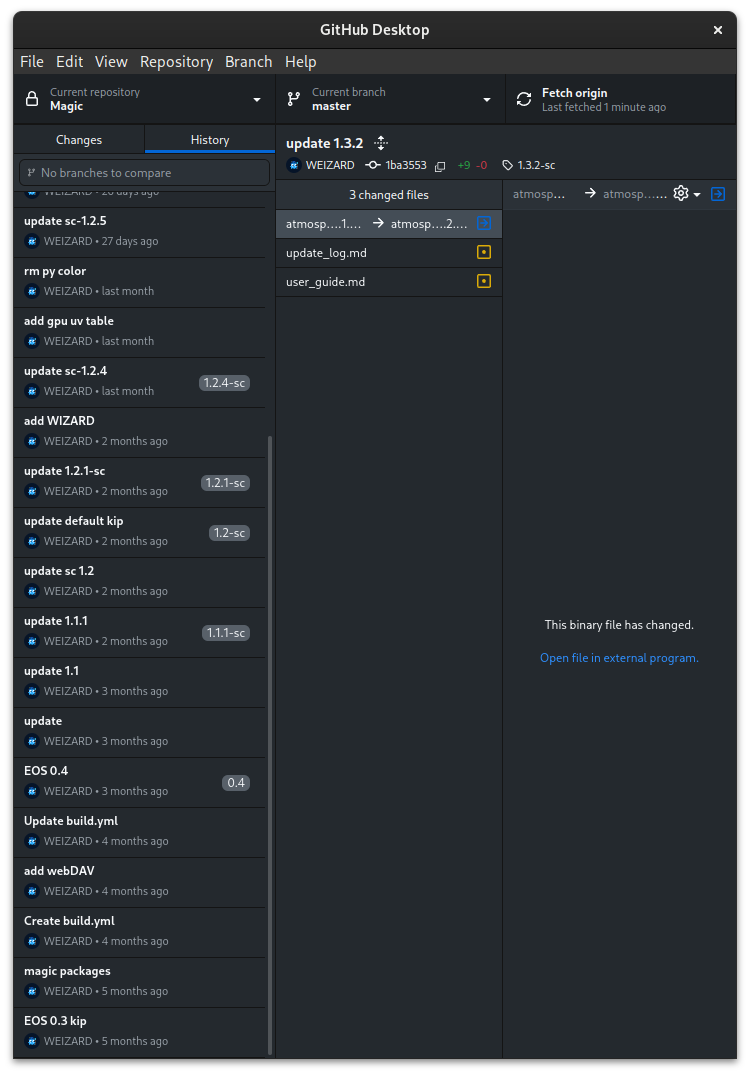 GitHub Desktop
File Edit View Repository Branch Help
Current repository
Magic
Current branch
master
Fetch origin
Last fetched 1 minute ago
Changes
History
No branches to compare
WEIZARD • 26 days ago
update sc-1.2.5
WEIZARD • 27 days ago
rm py color
WEIZARD • last month
add gpu uv table
WEIZARD • last month
update sc-1.2.4
WEIZARD • last month
1.2.4-sc
add WIZARD
WEIZARD • 2 months ago
update 1.2.1-sc
WEIZARD • 2 months ago
1.2.1-sc
update default kip
WEIZARD • 2 months ago
1.2-sc
update sc 1.2
WEIZARD • 2 months ago
update 1.1.1
WEIZARD • 2 months ago
1.1.1-sc
update 1.1
WEIZARD • 3 months ago
update
WEIZARD • 3 months ago
EOS 0.4
WEIZARD • 3 months ago
0.4
Update build.yml
WEIZARD • 4 months ago
add webDAV
WEIZARD • 4 months ago
Create build.yml
WEIZARD • 4 months ago
magic packages
WEIZARD • 5 months ago
EOS 0.3 kip
WEIZARD • 5 months ago
update 1.3.2
WEIZARD 1ba3553 +9 -0 1.3.2-sc
3 changed files
atmosp….1.… → atmosp….2.…
update_log.md
user_guide.md
atmosp… → atmosp…...
This binary file has changed.
Open file in external program.